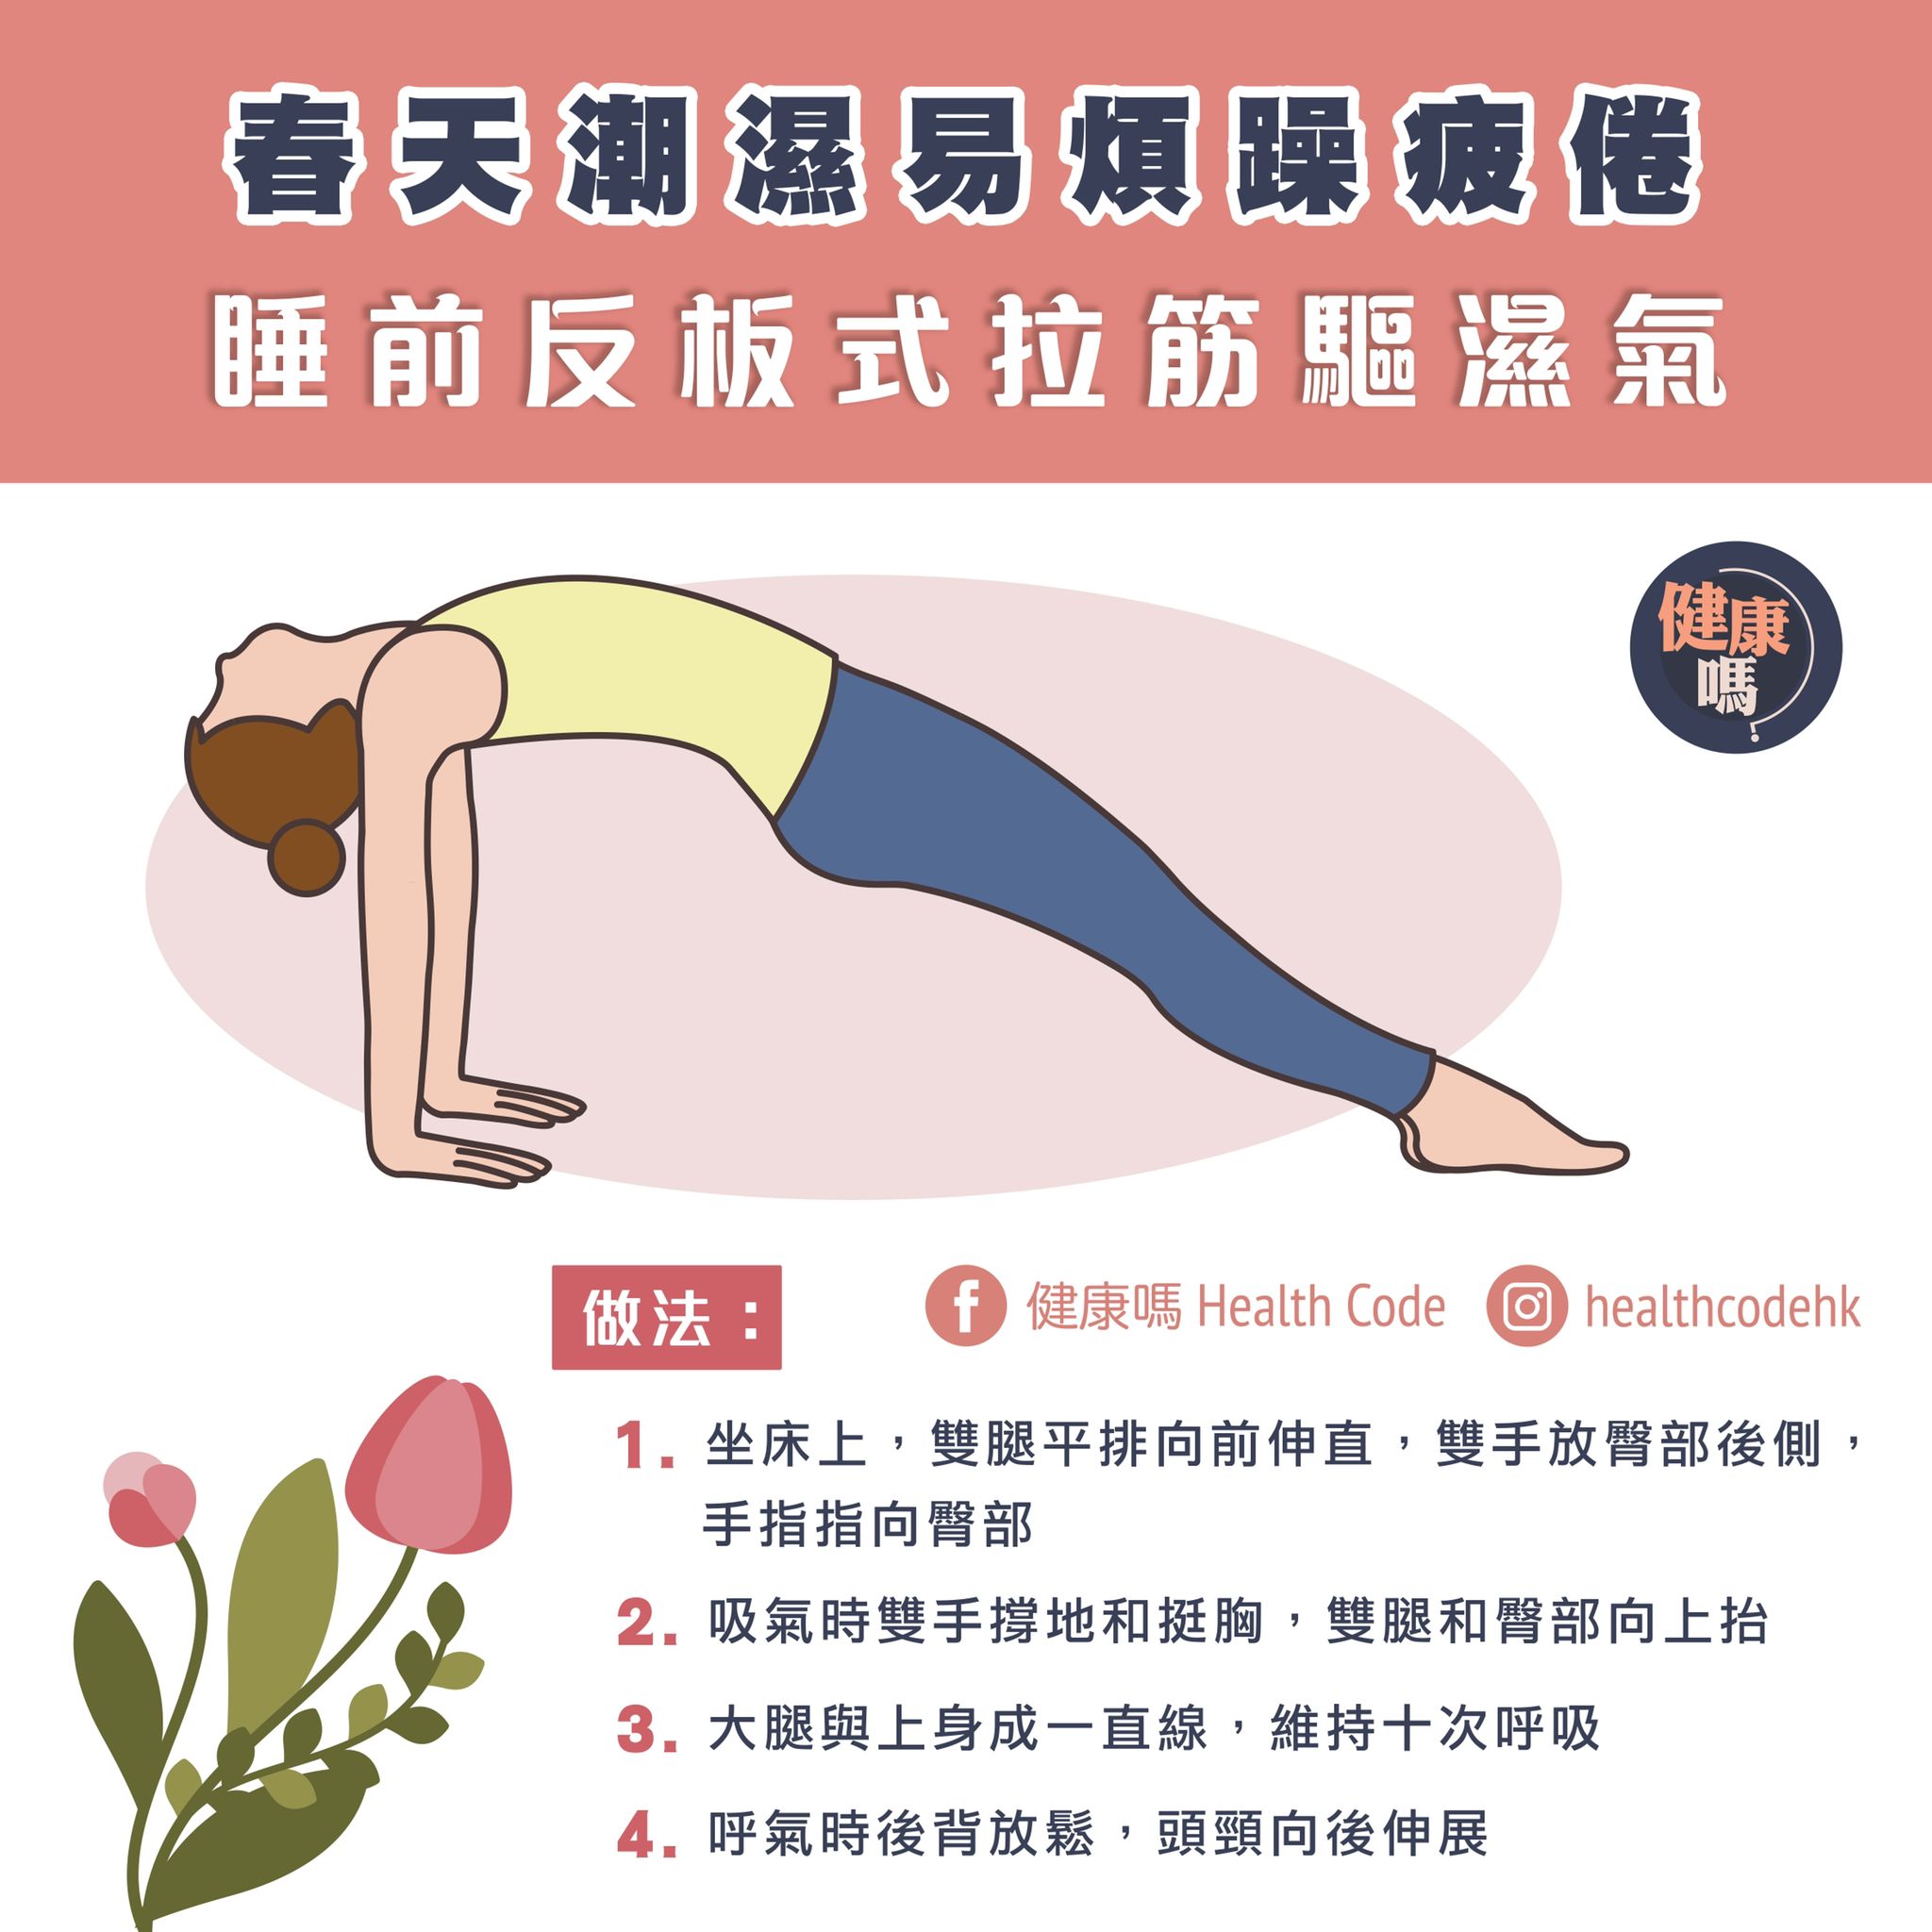 春天潮濕易煩躁疲倦
睡前反板式拉筋驅濕氣
健康
嗎
做法：
健康嗎 Health Code
healthcodehk
1. 坐床上，雙腿平排向前伸直，雙手放臀部後側，
手指指向臀部
2. 吸氣時雙手撐地和挺胸，雙腿和臀部向上抬
3. 大腿與上身成一直線，維持十次呼吸
4. 呼氣時後背放鬆，頭頸向後伸展